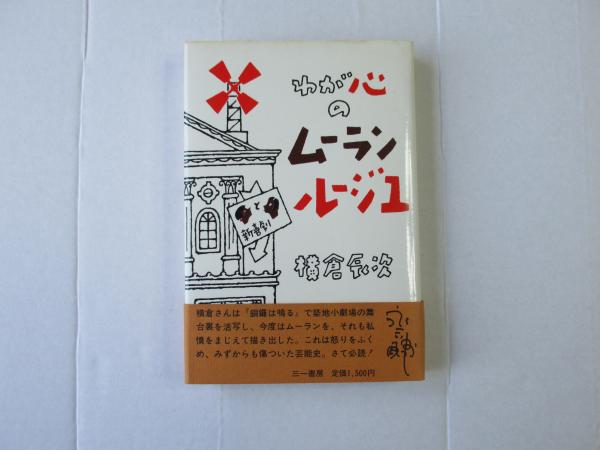 わが心
の
ムーラン
ルージュ
と
新喜劇
横倉辰次
横倉さんは『銅鑼は鳴る』で築地小劇場の舞
台裏を活写し、今度はムーランを、それも私
憤をまじえて描き出した。これは怒りをふく
め、みずからも傷ついた芸能史。さて必読!
三一書房 定価1,500円